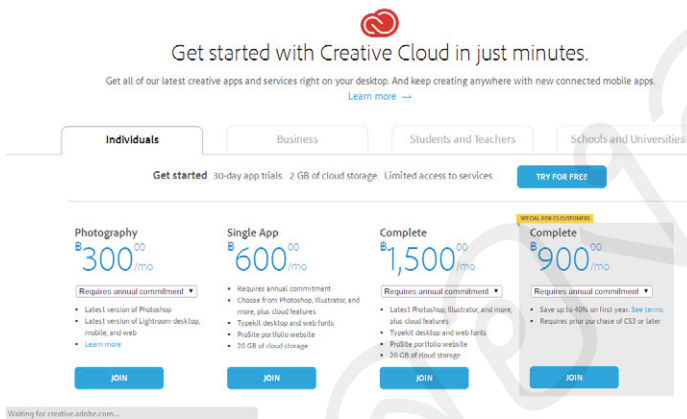 Get started with Creative Cloud in just minutes.
Get all of our latest creative apps and services right on your desktop. And keep creating anywhere with new connected mobile apps.
Learn more →
Individuals
Business
Students and Teachers
Schools and Universities
Get started 30-day app trials. 2 GB of cloud storage. Limited access to services.
TRY FOR FREE
Photography
฿300.00/mo
Requires annual commitment ▼
• Latest version of Photoshop
• Latest version of Lightroom desktop,
mobile, and web
• Learn more
JOIN
Single App
฿600.00/mo
• Requires annual commitment
• Choose from Photoshop, Illustrator, and
more, plus cloud features
• Typekit desktop and web fonts
• ProSite portfolio website
• 20 GB of cloud storage
JOIN
Complete
฿1,500.00/mo
Requires annual commitment ▼
• Latest Photoshop, Illustrator, and more,
plus cloud features
• Typekit desktop and web fonts
• ProSite portfolio website
• 20 GB of cloud storage
JOIN
SPECIAL FOR CS CUSTOMERS
Complete
฿900.00/mo
Requires annual commitment ▼
• Save up to 40% on first year. See terms
• Requires prior purchase of CS3 or later
JOIN
Waiting for creative.adobe.com...